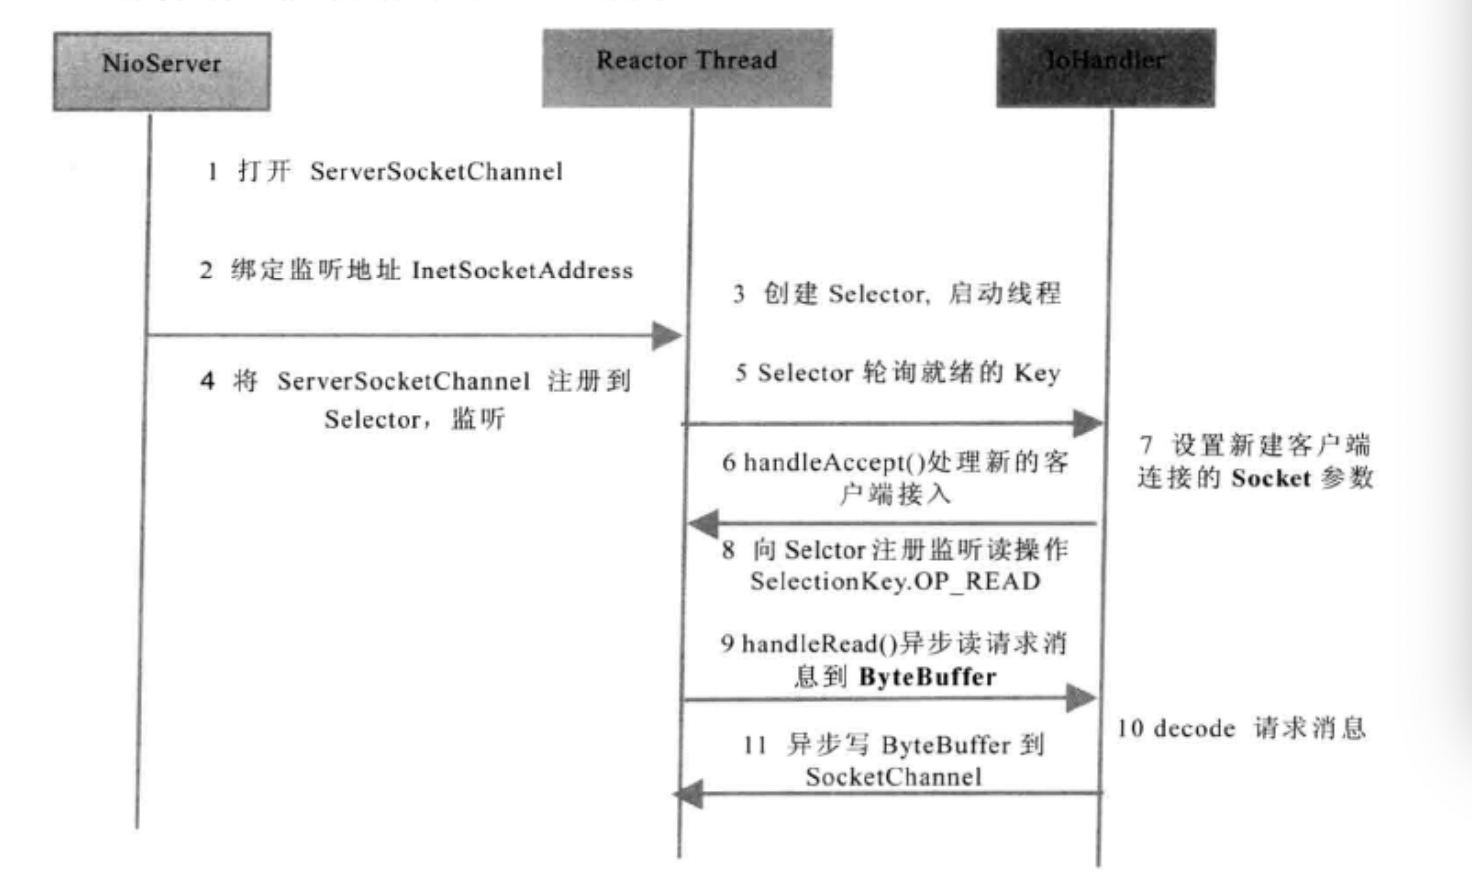 NioServer
Reactor Thread
IoHandler
1 打开 ServerSocketChannel
2 绑定监听地址 InetSocketAddress
3 创建 Selector, 启动线程
4 将 ServerSocketChannel 注册到
Selector，监听
5 Selector 轮询就绪的 Key
6 handleAccept()处理新的客
户端接入
7 设置新建客户端
连接的 Socket 参数
8 向 Selctor 注册监听读操作
SelectionKey.OP_READ
9 handleRead()异步读请求消
息到 ByteBuffer
10 decode 请求消息
11 异步写 ByteBuffer 到
SocketChannel